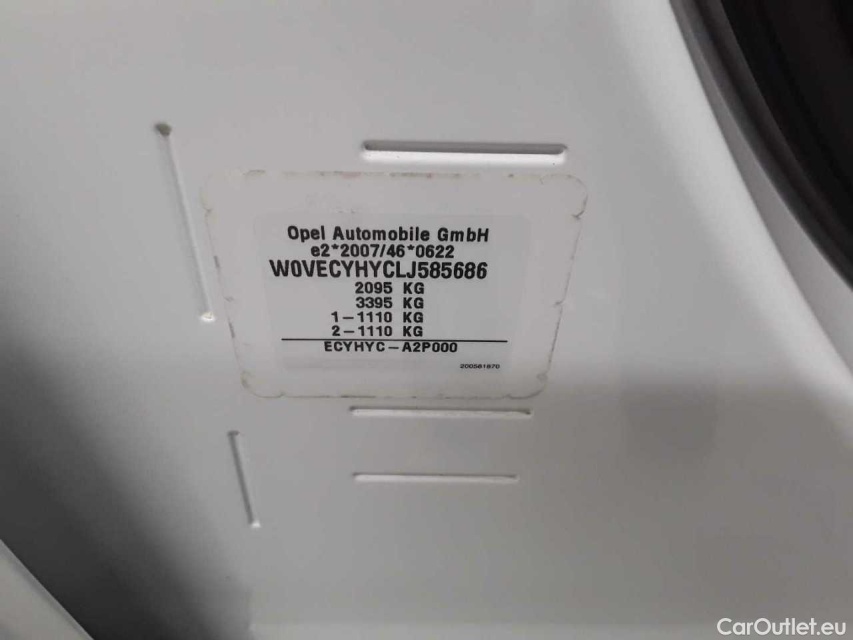 Opel Automobile GmbH
e2*2007/46*0622
W0VECYHYCLJ585686
2095 KG
3395 KG
1-1110 KG
2-1110 KG
ECYHYC-A2P000
200581870
CarOutlet.eu